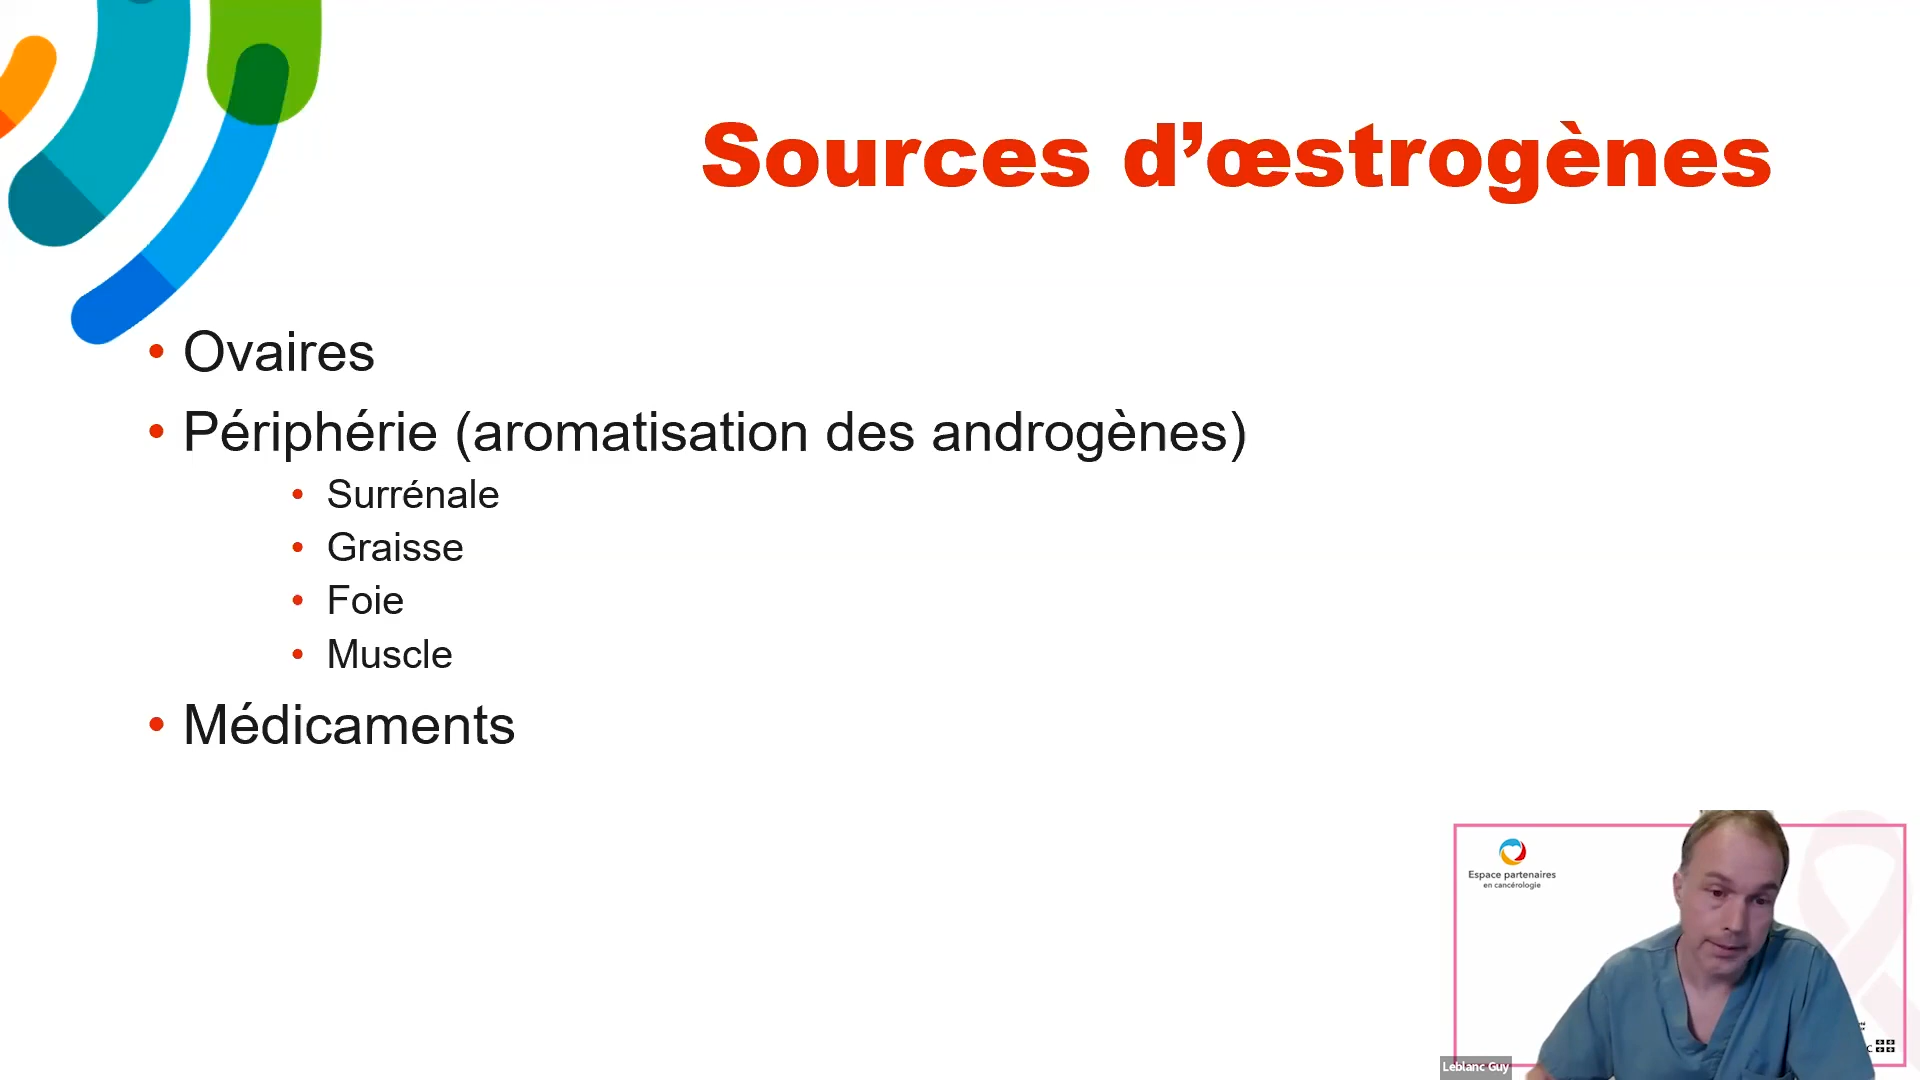 Sources d’œstrogènes
• Ovaires
• Périphérie (aromatisation des androgènes)
• Surrénale
• Graisse
• Foie
• Muscle
• Médicaments
Espace partenaires
en cancérologie
Leblanc Guy